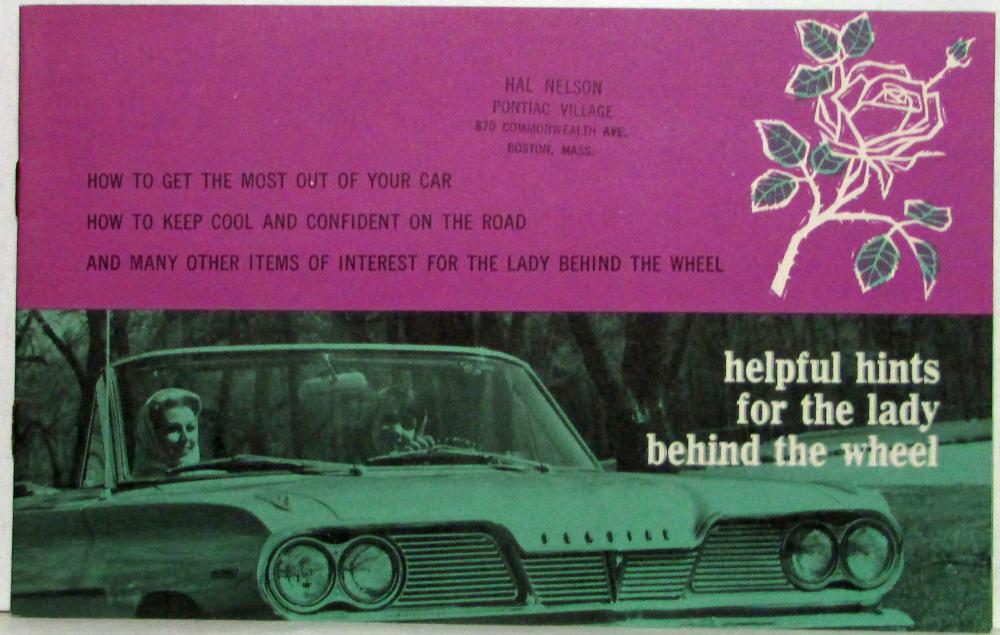 HAL NELSON
PONTIAC VILLAGE
870 COMMONWEALTH AVE.
BOSTON, MASS.
HOW TO GET THE MOST OUT OF YOUR CAR
HOW TO KEEP COOL AND CONFIDENT ON THE ROAD
AND MANY OTHER ITEMS OF INTEREST FOR THE LADY BEHIND THE WHEEL
helpful hints
for the lady
behind the wheel